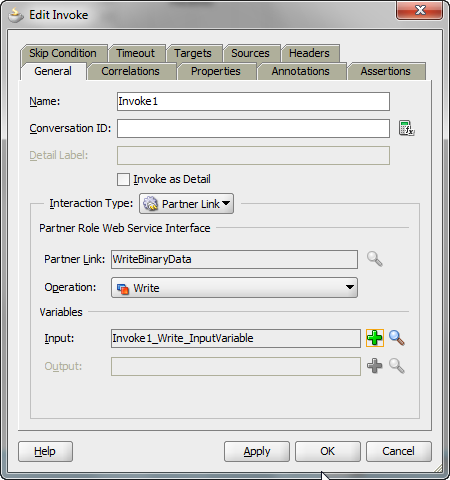 Edit Invoke
Skip Condition Timeout Targets Sources Headers
General Correlations Properties Annotations Assertions
Name: Invoke1
Conversation ID:
Detail Label:
Invoke as Detail
Interaction Type: Partner Link
Partner Role Web Service Interface
Partner Link: WriteBinaryData
Operation: Write
Variables
Input: Invoke1_Write_InputVariable
Output:
Help Apply OK Cancel